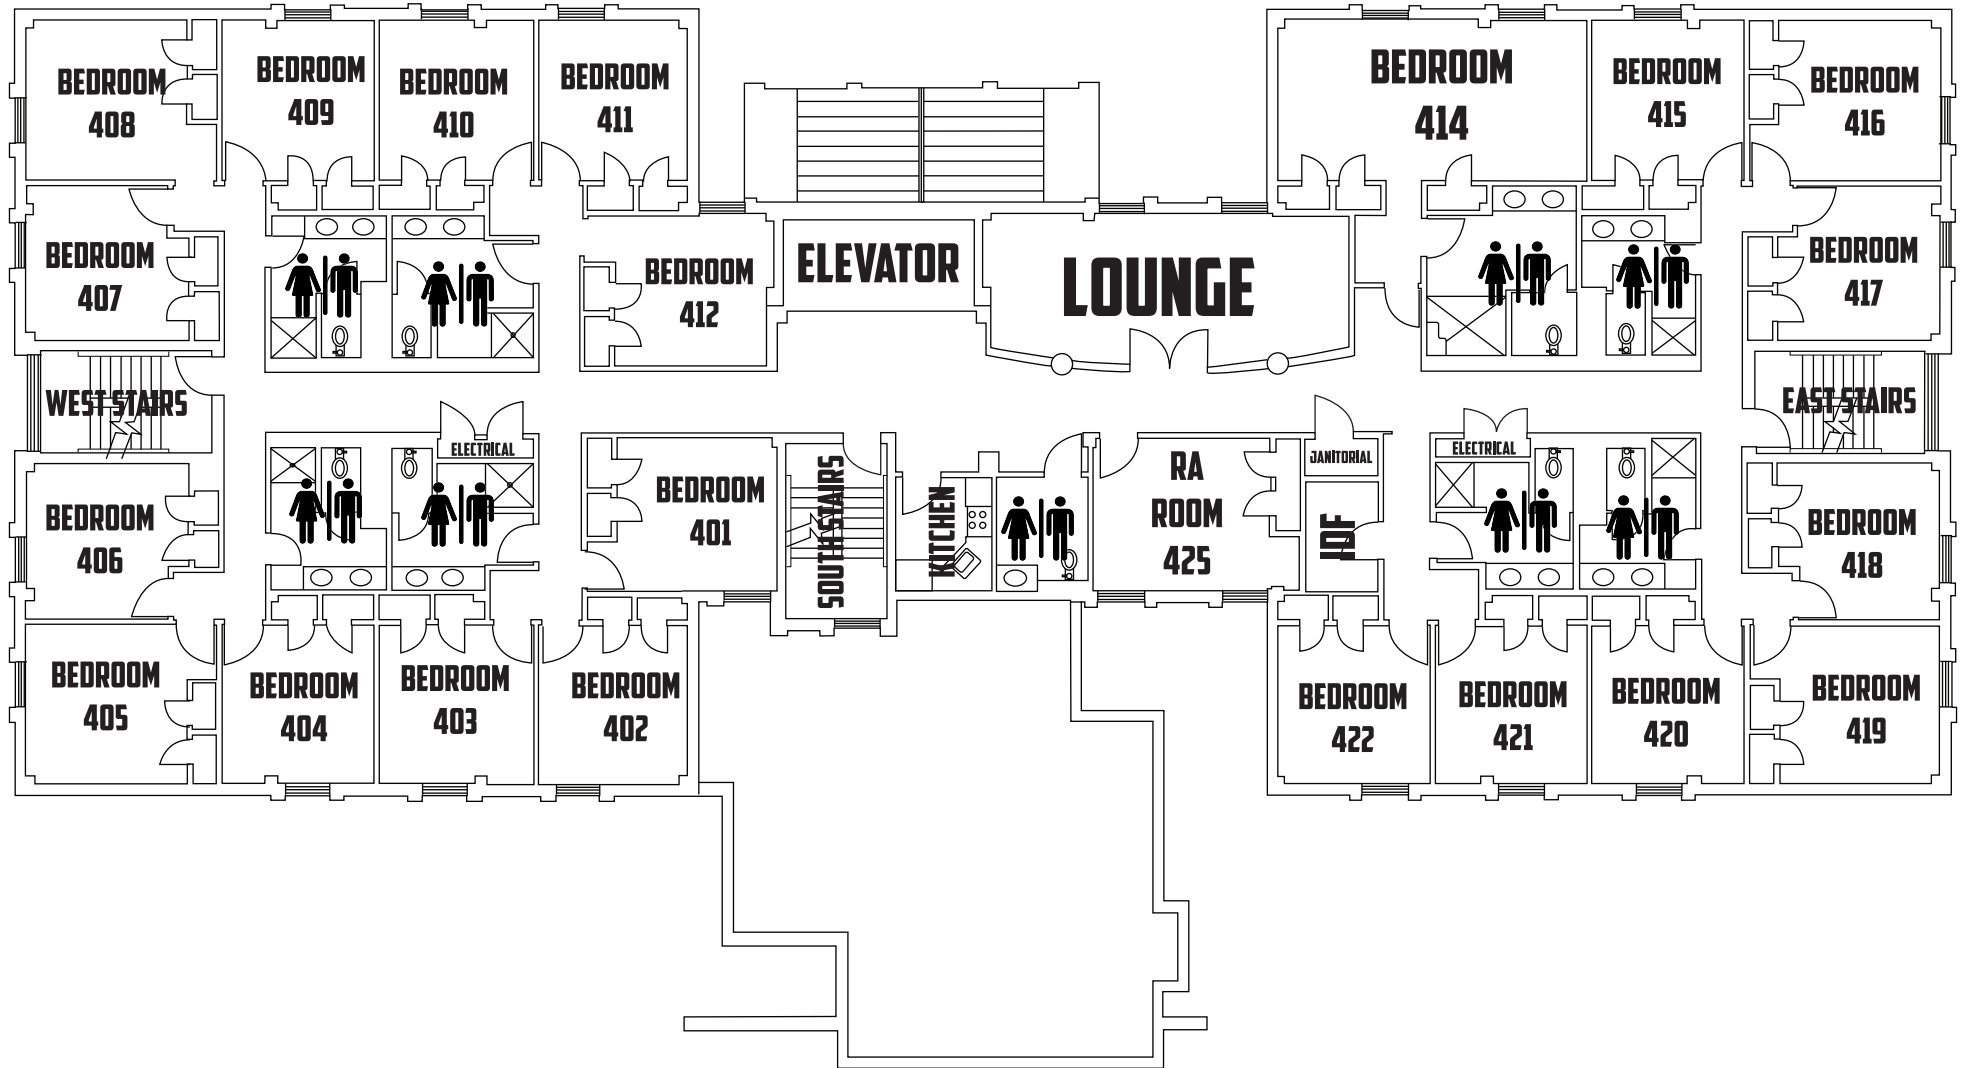 BEDROOM
408
BEDROOM
409
BEDROOM
410
BEDROOM
411
BEDROOM
414
BEDROOM
415
BEDROOM
416
BEDROOM
407
BEDROOM
412
ELEVATOR
LOUNGE
BEDROOM
417
WEST STAIRS
EAST STAIRS
ELECTRICAL
BEDROOM
406
BEDROOM
401
SOUTH STAIRS
KITCHEN
RA
ROOM
425
JANITORIAL
IDF
ELECTRICAL
BEDROOM
418
BEDROOM
405
BEDROOM
404
BEDROOM
403
BEDROOM
402
BEDROOM
422
BEDROOM
421
BEDROOM
420
BEDROOM
419